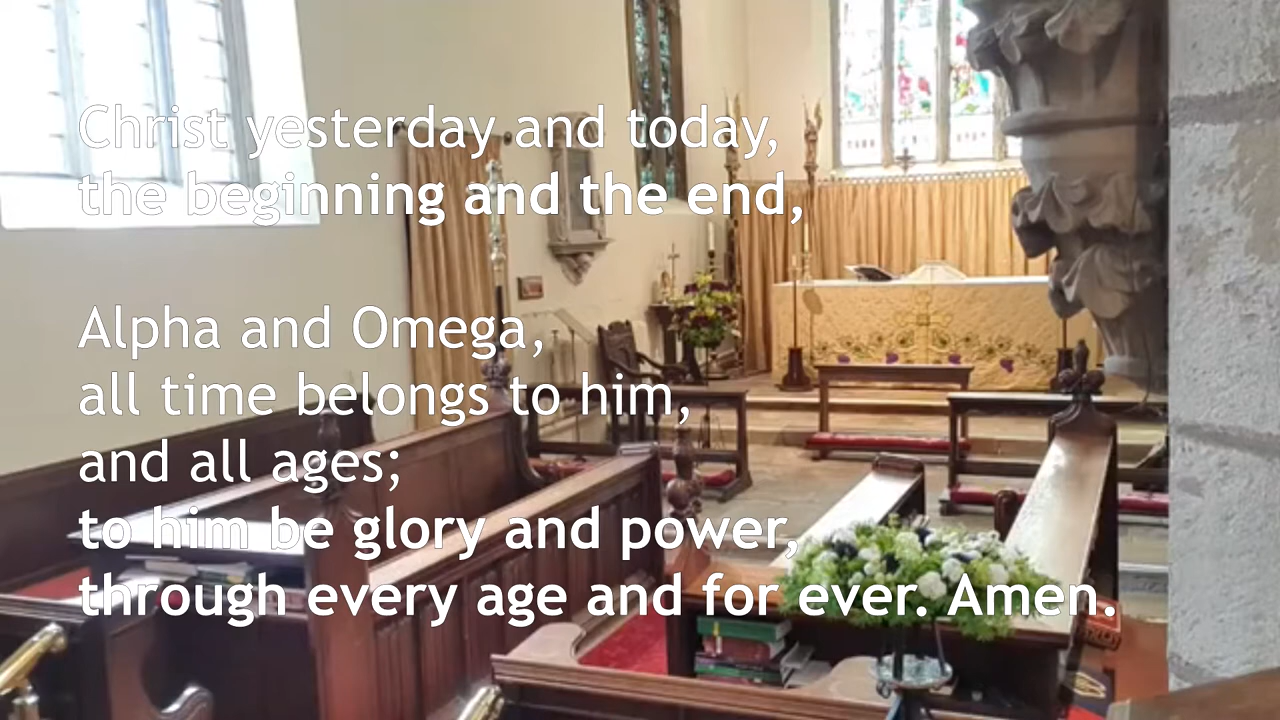 Christ yesterday and today,
the beginning and the end,
Alpha and Omega,
all time belongs to him,
and all ages;
to him be glory and power,
through every age and for ever. Amen.